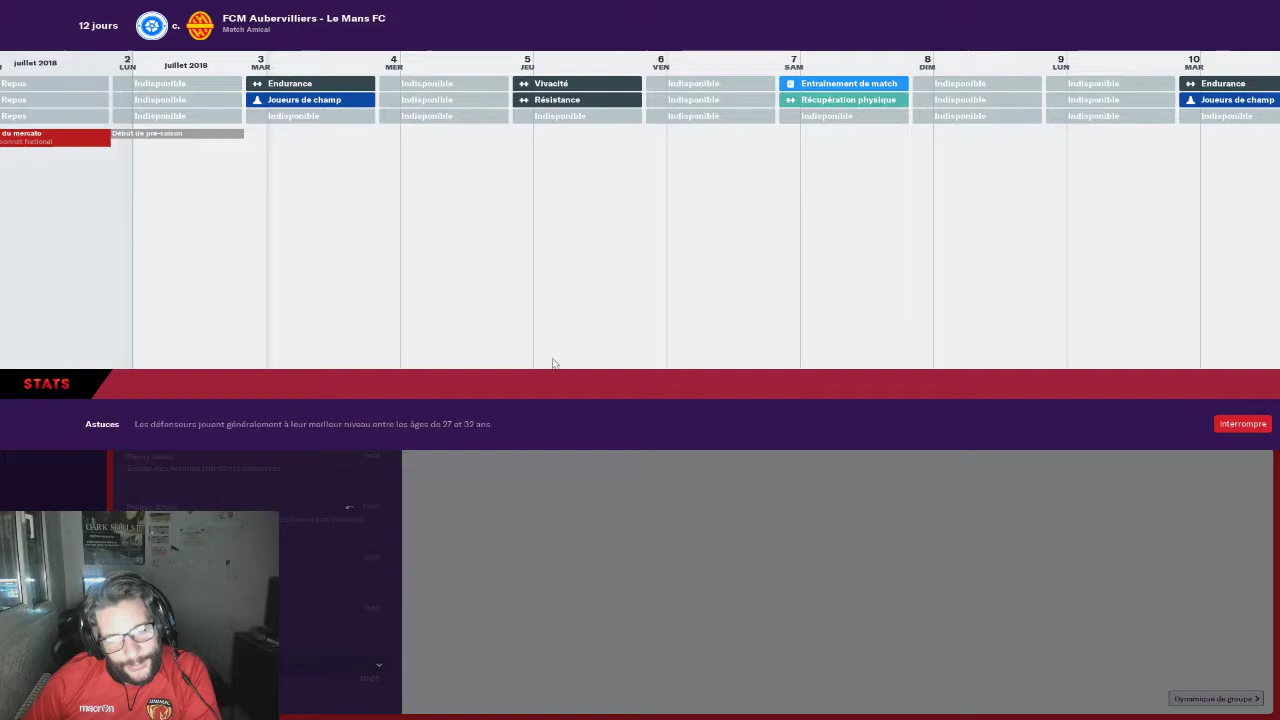 12 jours
c.
FCM Aubervilliers - Le Mans FC
Match Amical
juillet 2018
2
LUN
juillet 2018
3
MAR
4
MER
5
JEU
6
VEN
7
SAM
8
DIM
9
LUN
10
MAR
Repos
Indisponible
Endurance
Indisponible
Vivacité
Indisponible
Entraînement de match
Indisponible
Indisponible
Endurance
Repos
Indisponible
Joueurs de champ
Indisponible
Résistance
Indisponible
Récupération physique
Indisponible
Indisponible
Joueurs de champ
Repos
Indisponible
Indisponible
Indisponible
Indisponible
Indisponible
Indisponible
Indisponible
Indisponible
Indisponible
du mercato
Début de pré-saison
National
STATS
Astuces
Les défenseurs jouent généralement à leur meilleur niveau entre les âges de 27 et 32 ans.
Interrompre
DARK SOULS II
macron
Dynamique de groupe